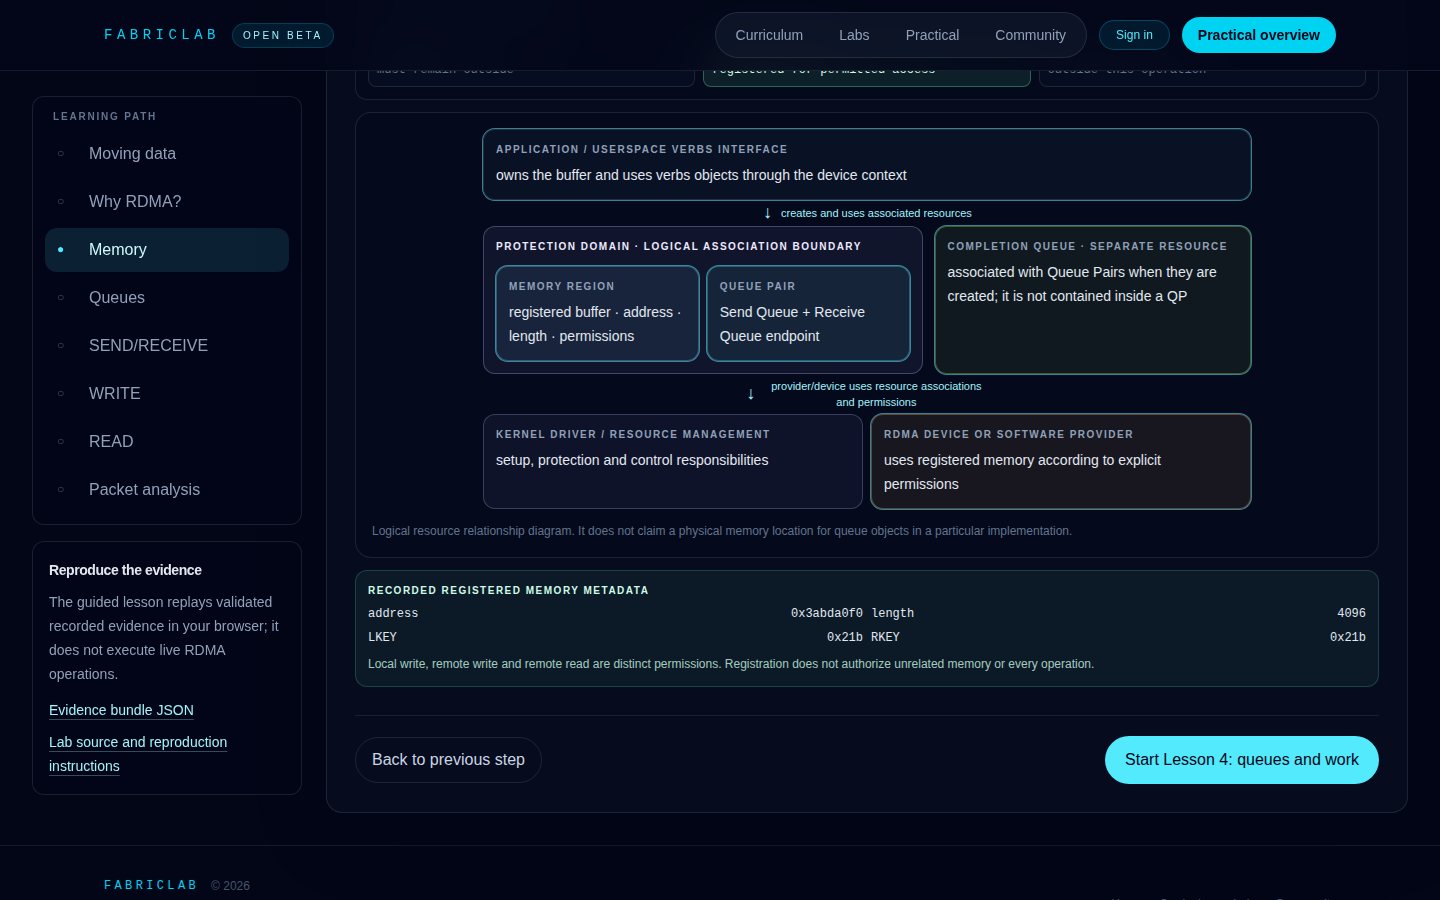 FABRICLAB OPEN BETA Curriculum Labs Practical Community Sign in Practical overview
must remain outside registered for permitted access outside this operation
LEARNING PATH
Moving data
Why RDMA?
Memory
Queues
SEND/RECEIVE
WRITE
READ
Packet analysis
Reproduce the evidence
The guided lesson replays validated
recorded evidence in your browser; it
does not execute live RDMA
operations.
Evidence bundle JSON
Lab source and reproduction
instructions
APPLICATION / USERSPACE VERBS INTERFACE
owns the buffer and uses verbs objects through the device context
↓ creates and uses associated resources
PROTECTION DOMAIN · LOGICAL ASSOCIATION BOUNDARY
MEMORY REGION
registered buffer · address ·
length · permissions
QUEUE PAIR
Send Queue + Receive
Queue endpoint
COMPLETION QUEUE · SEPARATE RESOURCE
associated with Queue Pairs when they are
created; it is not contained inside a QP
↓ provider/device uses resource associations
and permissions
KERNEL DRIVER / RESOURCE MANAGEMENT
setup, protection and control responsibilities
RDMA DEVICE OR SOFTWARE PROVIDER
uses registered memory according to explicit
permissions
Logical resource relationship diagram. It does not claim a physical memory location for queue objects in a particular implementation.
RECORDED REGISTERED MEMORY METADATA
address 0x3abda0f0 length 4096
LKEY 0x21b RKEY 0x21b
Local write, remote write and remote read are distinct permissions. Registration does not authorize unrelated memory or every operation.
Back to previous step Start Lesson 4: queues and work
FABRICLAB © 2026